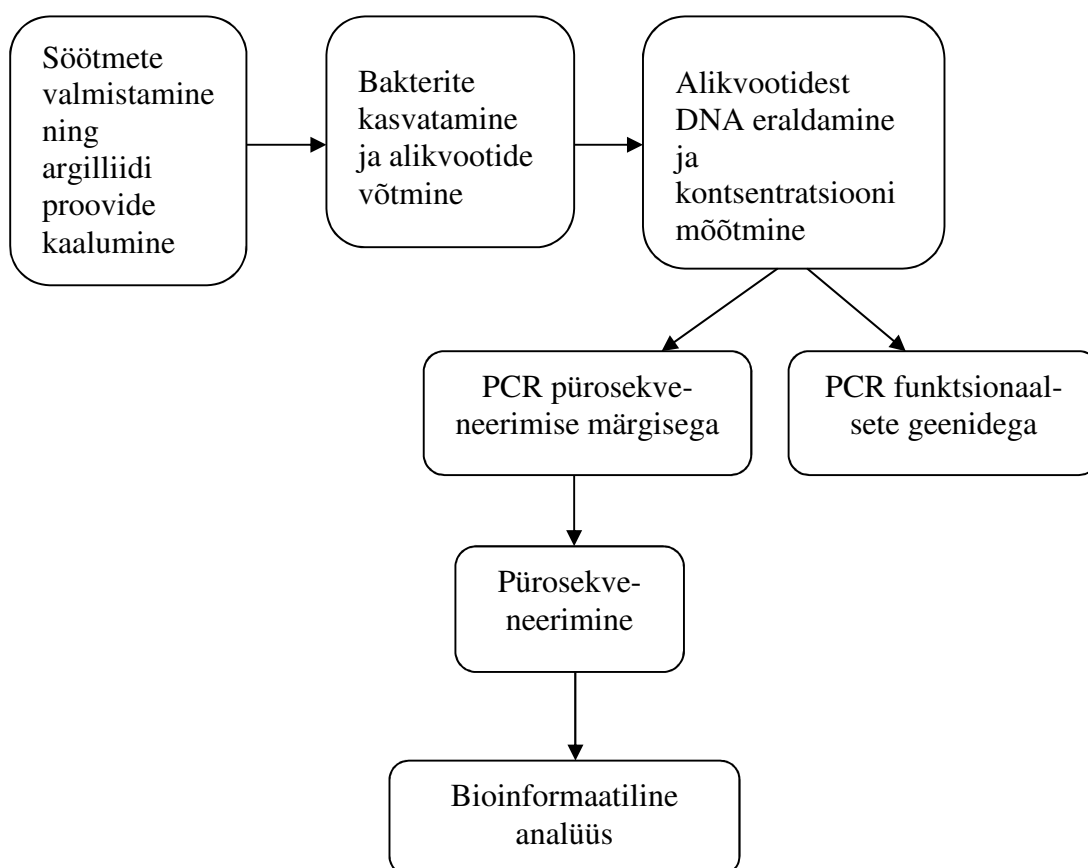 Söötmete
valmistamine
ning
argilliidi
proovide
kaalumine
Bakterite
kasvatamine
ja alikvootide
võtmine
Alikvootidest
DNA eraldamine
ja
kontsentratsiooni
mõõtmine
PCR pürosekve-
neerimise märgisega
PCR funktsionaal-
sete geenidega
Pürosekve-
neerimine
Bioinformaatiline
analüüs